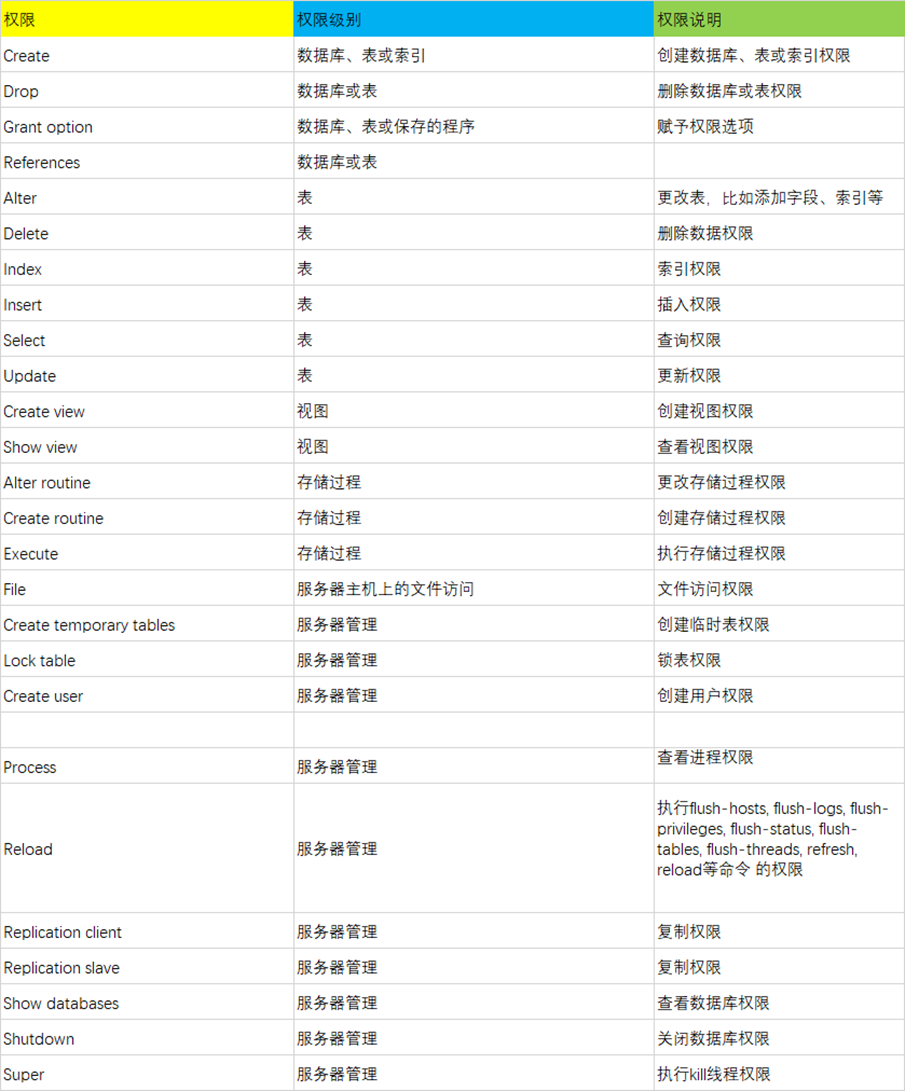 权限 权限级别 权限说明
Create 数据库、表或索引 创建数据库、表或索引权限
Drop 数据库或表 删除数据库或表权限
Grant option 数据库、表或保存的程序 赋予权限选项
References 数据库或表
Alter 表 更改表，比如添加字段、索引等
Delete 表 删除数据权限
Index 表 索引权限
Insert 表 插入权限
Select 表 查询权限
Update 表 更新权限
Create view 视图 创建视图权限
Show view 视图 查看视图权限
Alter routine 存储过程 更改存储过程权限
Create routine 存储过程 创建存储过程权限
Execute 存储过程 执行存储过程权限
File 服务器主机上的文件访问 文件访问权限
Create temporary tables 服务器管理 创建临时表权限
Lock table 服务器管理 锁表权限
Create user 服务器管理 创建用户权限
Process 服务器管理 查看进程权限
Reload 服务器管理 执行flush-hosts, flush-logs, flush-
privileges, flush-status, flush-
tables, flush-threads, refresh,
reload等命令 的权限
Replication client 服务器管理 复制权限
Replication slave 服务器管理 复制权限
Show databases 服务器管理 查看数据库权限
Shutdown 服务器管理 关闭数据库权限
Super 服务器管理 执行kill线程权限